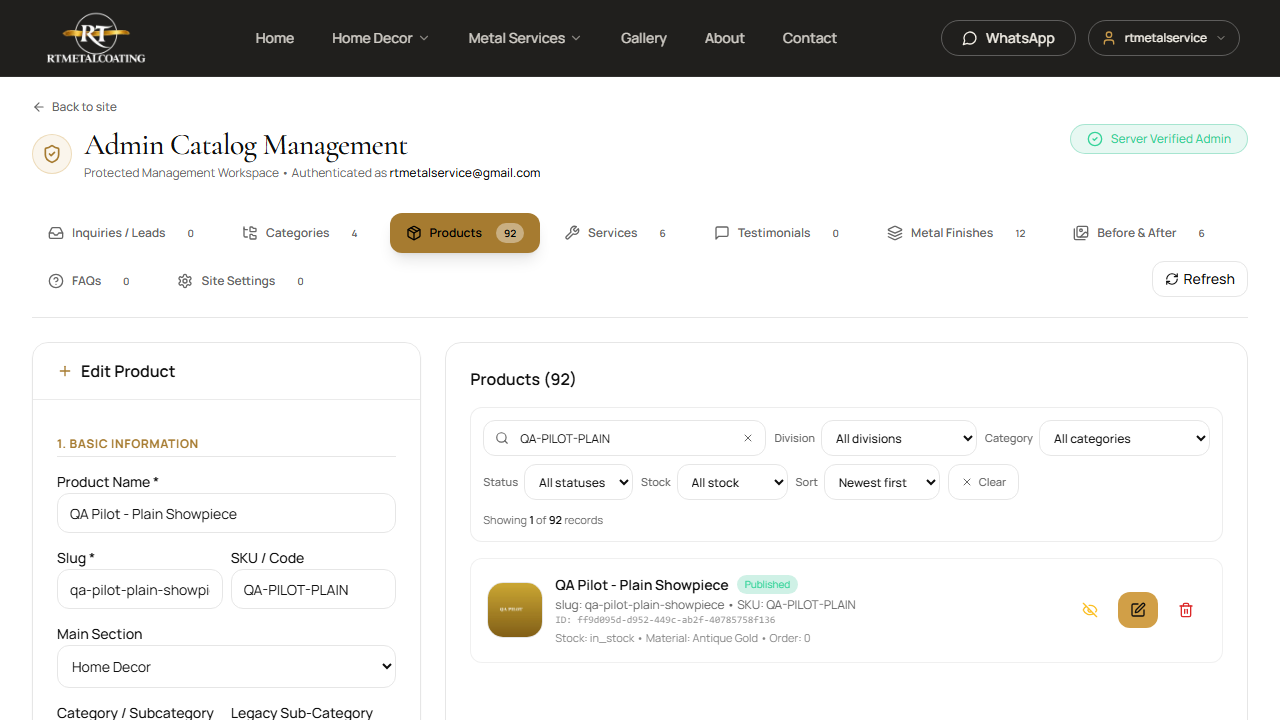 RT
RTMETALCOATING
Home
Home Decor
Metal Services
Gallery
About
Contact
WhatsApp
rtmetalservice
Back to site
Admin Catalog Management
Protected Management Workspace • Authenticated as rtmetalservice@gmail.com
Server Verified Admin
Inquiries / Leads 0
Categories 4
Products 92
Services 6
Testimonials 0
Metal Finishes 12
Before & After 6
FAQs 0
Site Settings 0
Refresh
Edit Product
1. BASIC INFORMATION
Product Name *
QA Pilot - Plain Showpiece
Slug *
SKU / Code
qa-pilot-plain-showpi
QA-PILOT-PLAIN
Main Section
Home Decor
Category / Subcategory
Legacy Sub-Category
Products (92)
QA-PILOT-PLAIN
Division
All divisions
Category
All categories
Status
All statuses
Stock
All stock
Sort
Newest first
Clear
Showing 1 of 92 records
QA PILOT
QA Pilot - Plain Showpiece
Published
slug: qa-pilot-plain-showpiece • SKU: QA-PILOT-PLAIN
ID: ff9d095d-d952-449c-ab2f-40785758f136
Stock: in_stock • Material: Antique Gold • Order: 0